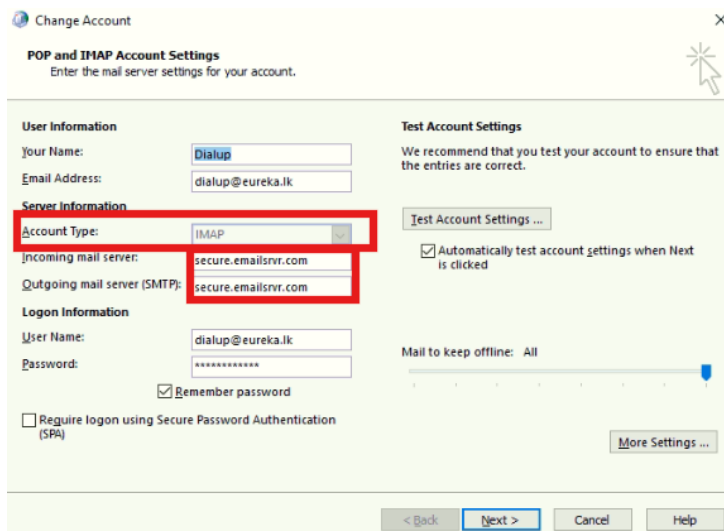 Change Account
POP and IMAP Account Settings
Enter the mail server settings for your account.
User Information
Your Name:
Dialup
Email Address:
dialup@eureka.lk
Server Information
Account Type:
IMAP
Incoming mail server:
secure.emailsrvr.com
Outgoing mail server (SMTP):
secure.emailsrvr.com
Logon Information
User Name:
dialup@eureka.lk
Password:
************
Remember password
Require logon using Secure Password Authentication
(SPA)
Test Account Settings
We recommend that you test your account to ensure that
the entries are correct.
Test Account Settings ...
Automatically test account settings when Next
is clicked
Mail to keep offline: All
More Settings ...
< Back
Next >
Cancel
Help